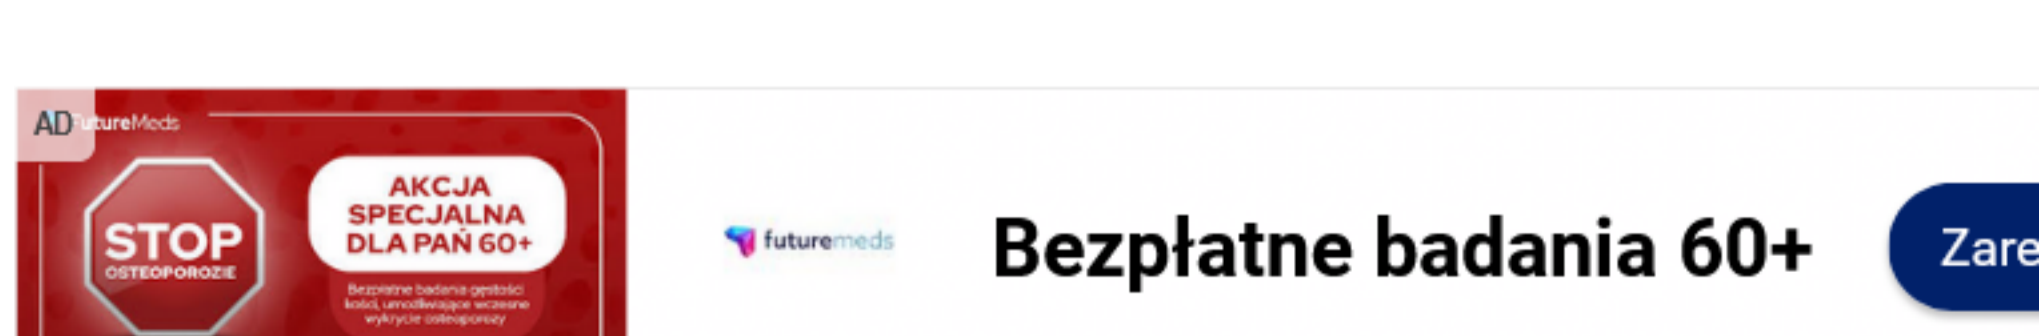 AD
FutureMeds
STOP
OSTEOPOROZIE
AKCJA
SPECJALNA
DLA PAŃ 60+
Bezpłatne badania gęstości
kości, umożliwiające wczesne
wykrycie osteoporozy
futuremeds
Bezpłatne badania 60+
Zare